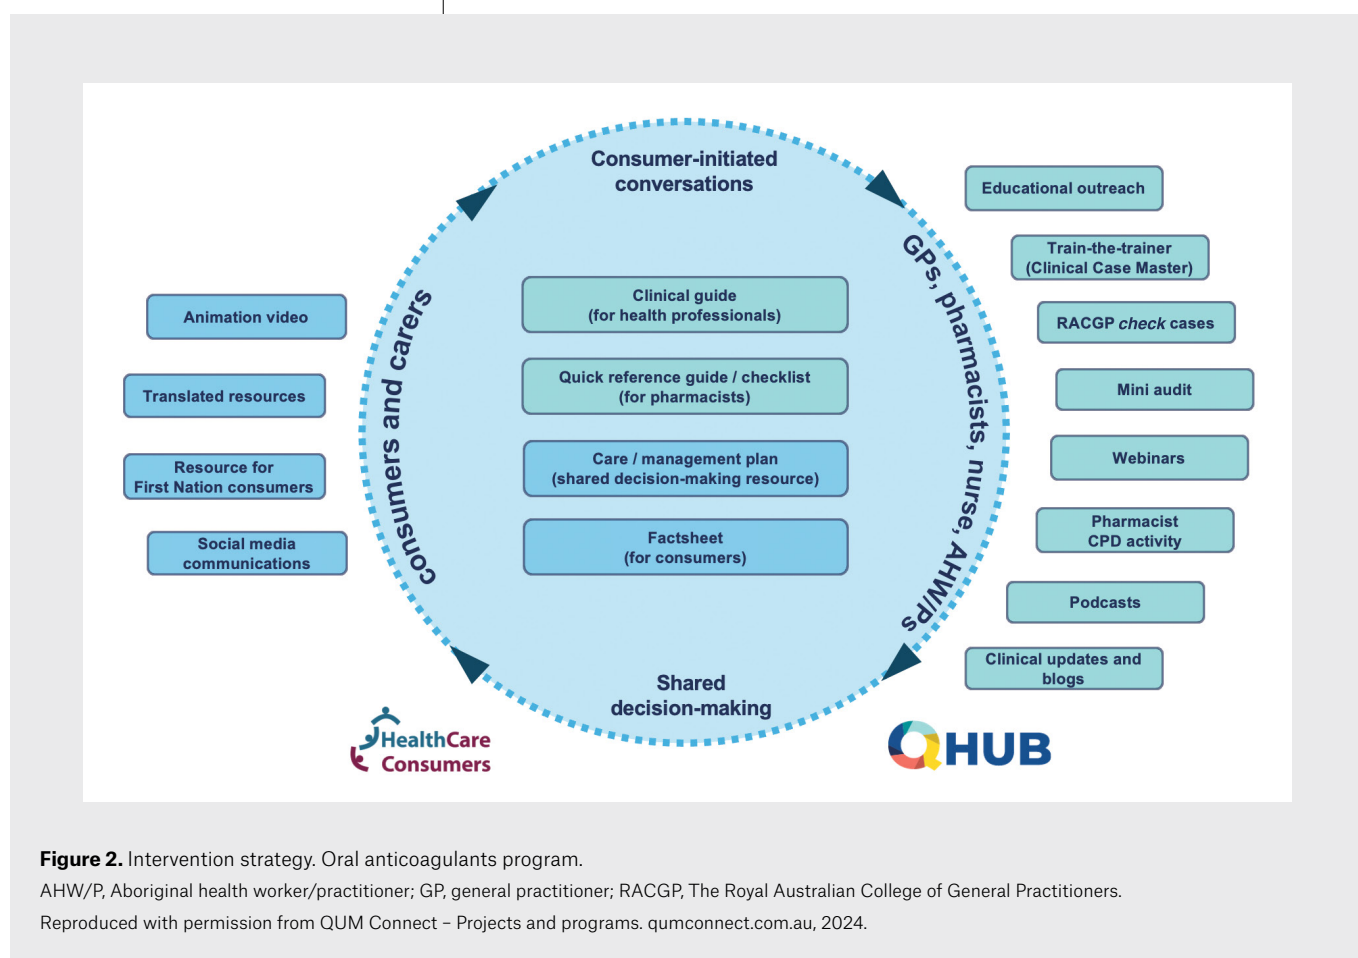 Consumer-initiated
conversations
Consumers and carers
GPs, pharmacists, nurse, AHW/Ps
Animation video
Translated resources
Resource for
First Nation consumers
Social media
communications
Clinical guide
(for health professionals)
Quick reference guide / checklist
(for pharmacists)
Care / management plan
(shared decision-making resource)
Factsheet
(for consumers)
Educational outreach
Train-the-trainer
(Clinical Case Master)
RACGP check cases
Mini audit
Webinars
Pharmacist
CPD activity
Podcasts
Clinical updates and
blogs
Shared
decision-making
HealthCare
Consumers
QHUB
Figure 2. Intervention strategy. Oral anticoagulants program.
AHW/P, Aboriginal health worker/practitioner; GP, general practitioner; RACGP, The Royal Australian College of General Practitioners.
Reproduced with permission from QUM Connect – Projects and programs. qumconnect.com.au, 2024.